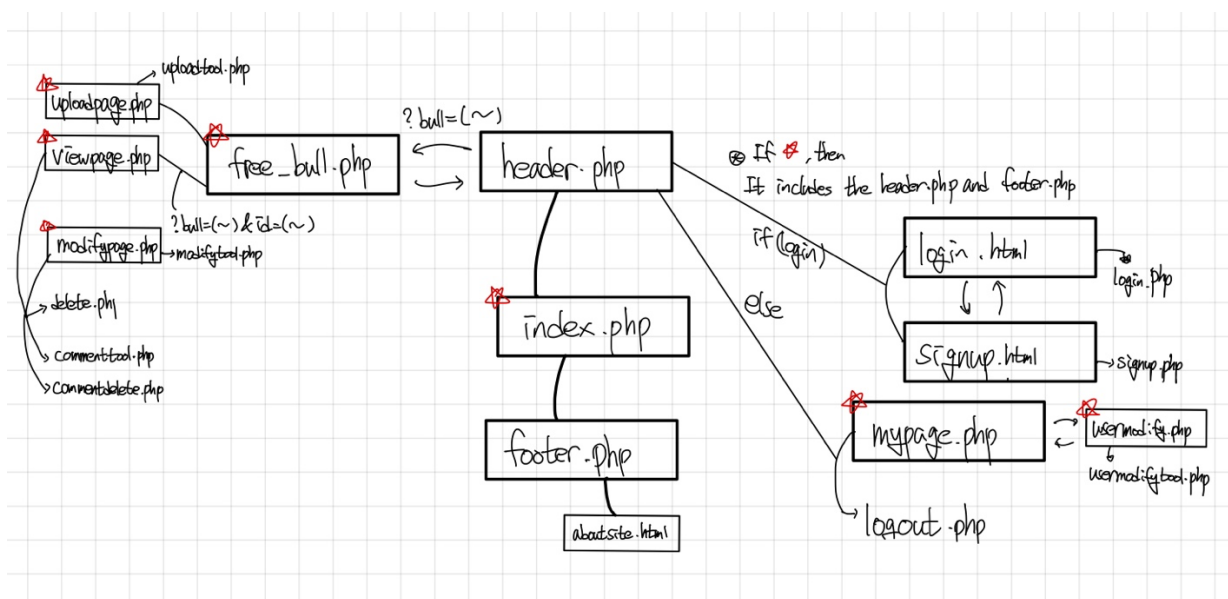 uploadtool.php
uploadpage.php
viewpage.php
free_bull.php
?bull=(~)
header.php
⊛ If ☆, then
It includes the header.php and footer.php
?bull=(~)&id=(~)
modifypage.php
modifytool.php
delete.ph
commenttool.php
commentdelete.php
if(login)
else
login.html
login.php
signup.html
signup.php
index.php
footer.php
aboutsite.html
mypage.php
usermodify.php
usermodifytool.php
logout.php